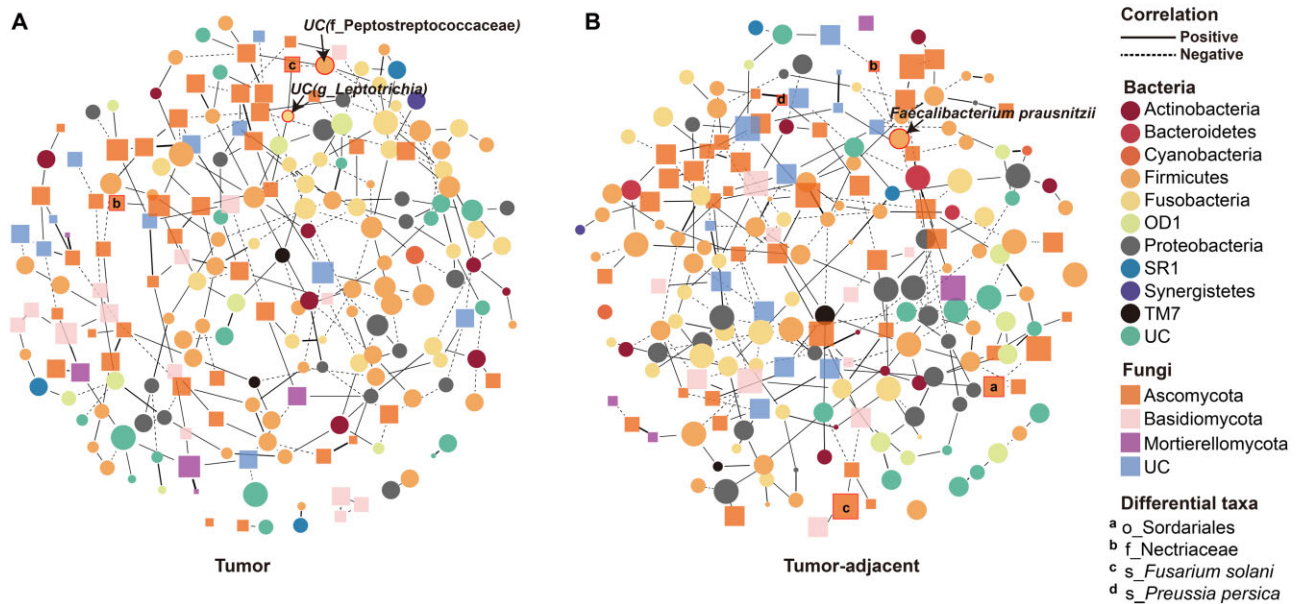 A
UC(f_Peptostreptococcaceae)
c
UC(g_Leptotrichia)
b
Tumor
B
b
d
Faecalibacterium prausnitzii
a
c
Tumor-adjacent
Correlation
Positive
Negative
Bacteria
Actinobacteria
Bacteroidetes
Cyanobacteria
Firmicutes
Fusobacteria
OD1
Proteobacteria
SR1
Synergistetes
TM7
UC
Fungi
Ascomycota
Basidiomycota
Mortierellomycota
UC
Differential taxa
a o_Sordariales
b f_Nectriaceae
c s_Fusarium solani
d s_Preussia persica